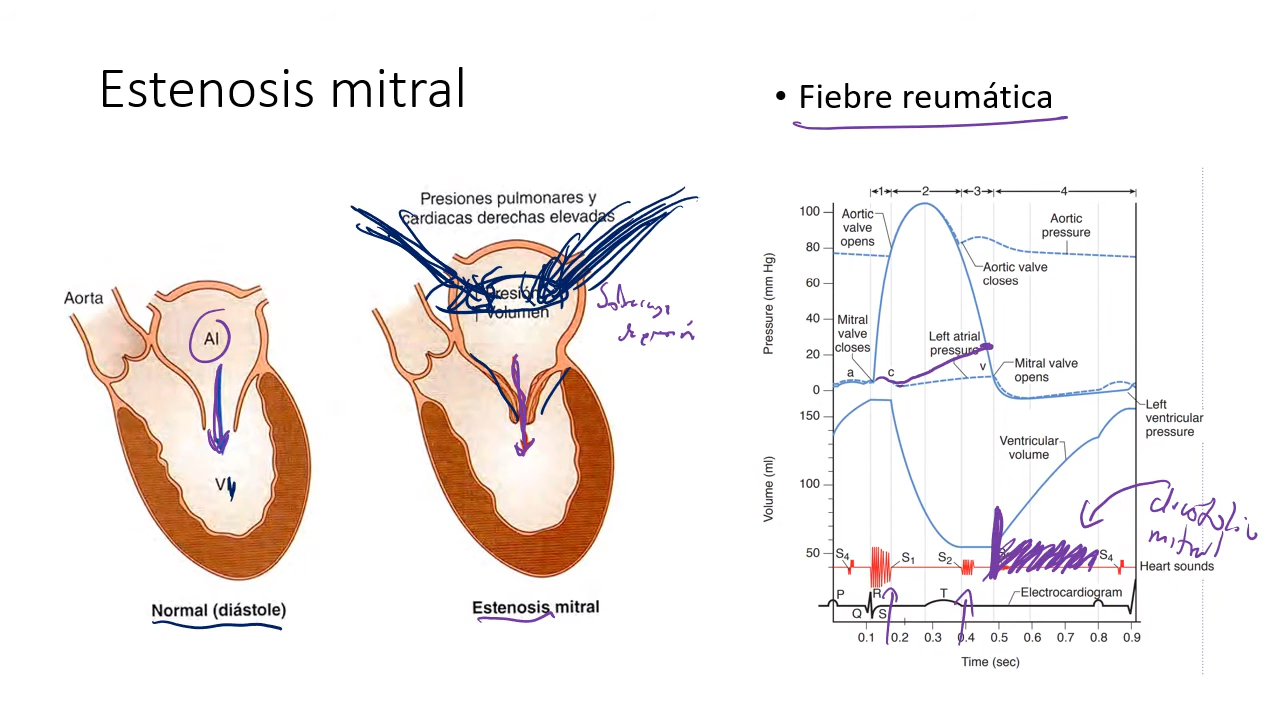 Estenosis mitral
• Fiebre reumática
Aorta
AI
VI
Normal (diástole)
Presiones pulmonares y
cardiacas derechas elevadas
Presión
volumen
Estenosis mitral
1
2
3
4
Pressure (mm Hg)
100
80
60
40
20
0
Aortic
valve
opens
Aortic
pressure
Aortic valve
closes
Mitral
valve
closes
Left atrial
pressure
a
c
v
Mitral valve
opens
Left
ventricular
pressure
Volume (ml)
150
100
50
Ventricular
volume
diastólico
mitral
S4
S1
S2
S4
Heart sounds
P
R
T
Electrocardiogram
Q
S
0.1 0.2 0.3 0.4 0.5 0.6 0.7 0.8 0.9
Time (sec)